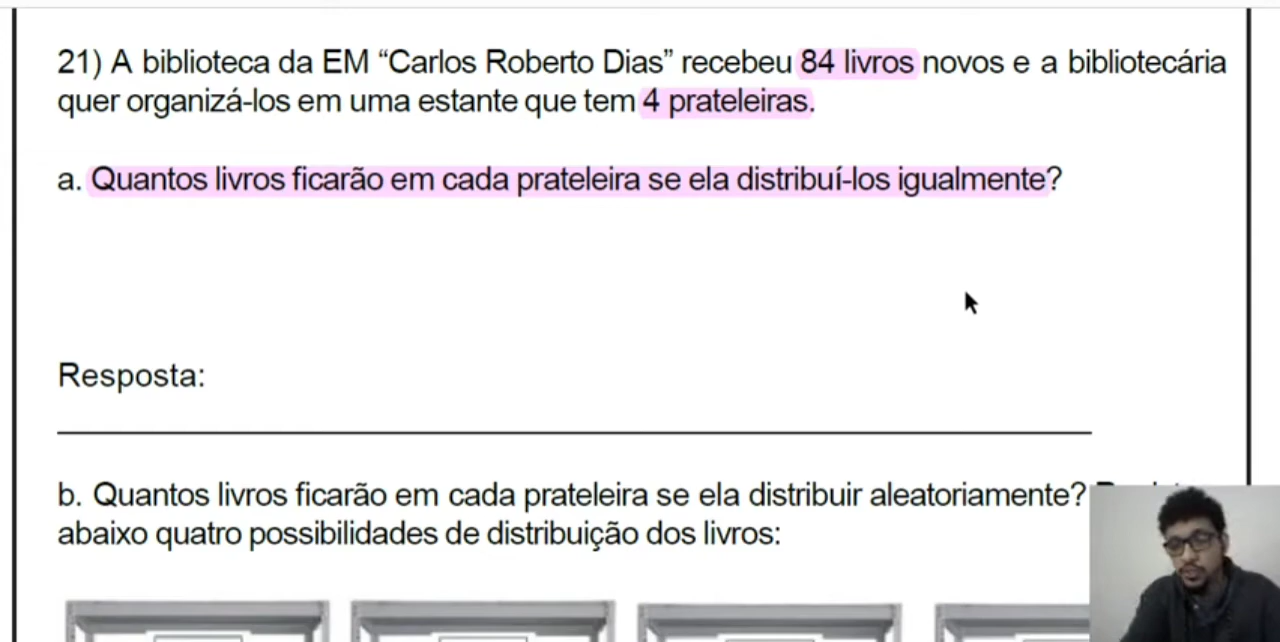 21) A biblioteca da EM “Carlos Roberto Dias” recebeu 84 livros novos e a bibliotecária
quer organizá-los em uma estante que tem 4 prateleiras.
a. Quantos livros ficarão em cada prateleira se ela distribuí-los igualmente?
Resposta:
b. Quantos livros ficarão em cada prateleira se ela distribuir aleatoriamente?
abaixo quatro possibilidades de distribuição dos livros: